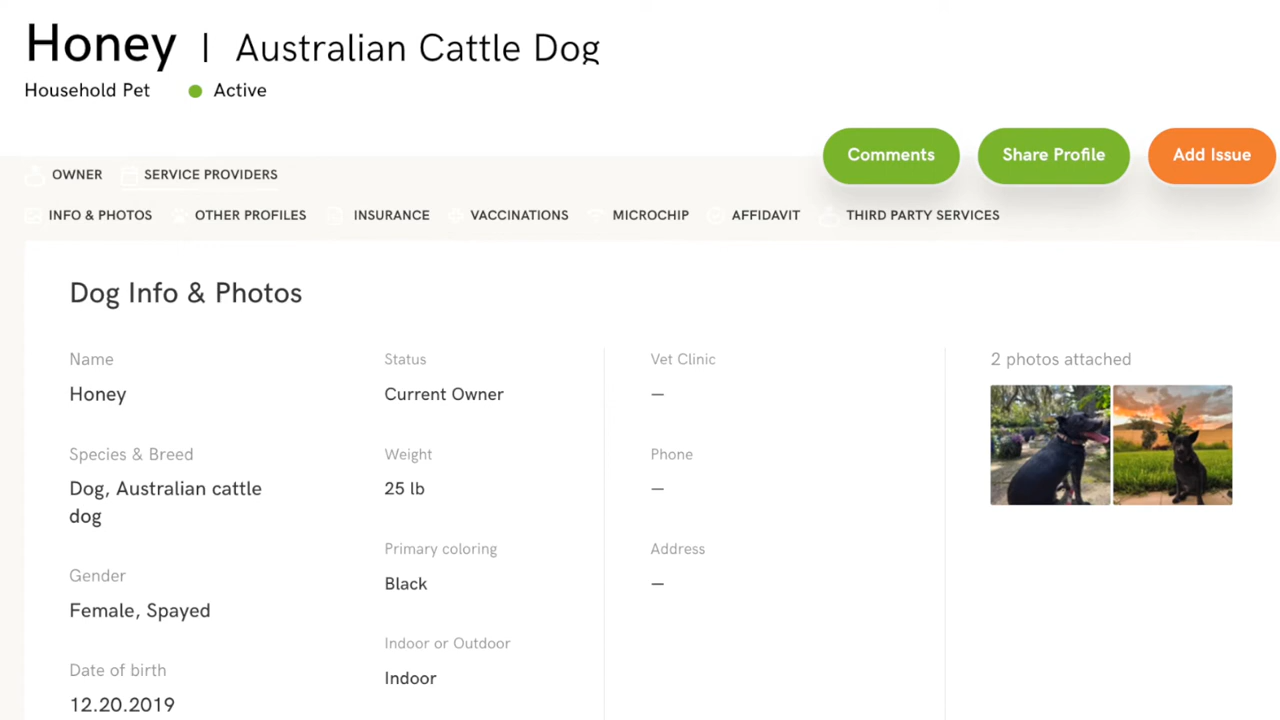 Honey | Australian Cattle Dog
Household Pet Active
Comments Share Profile Add Issue
OWNER SERVICE PROVIDERS
INFO & PHOTOS OTHER PROFILES INSURANCE VACCINATIONS MICROCHIP AFFIDAVIT THIRD PARTY SERVICES
Dog Info & Photos
Name
Honey
Species & Breed
Dog, Australian cattle
dog
Gender
Female, Spayed
Date of birth
12.20.2019
Status
Current Owner
Weight
25 lb
Primary coloring
Black
Indoor or Outdoor
Indoor
Vet Clinic
—
Phone
—
Address
—
2 photos attached